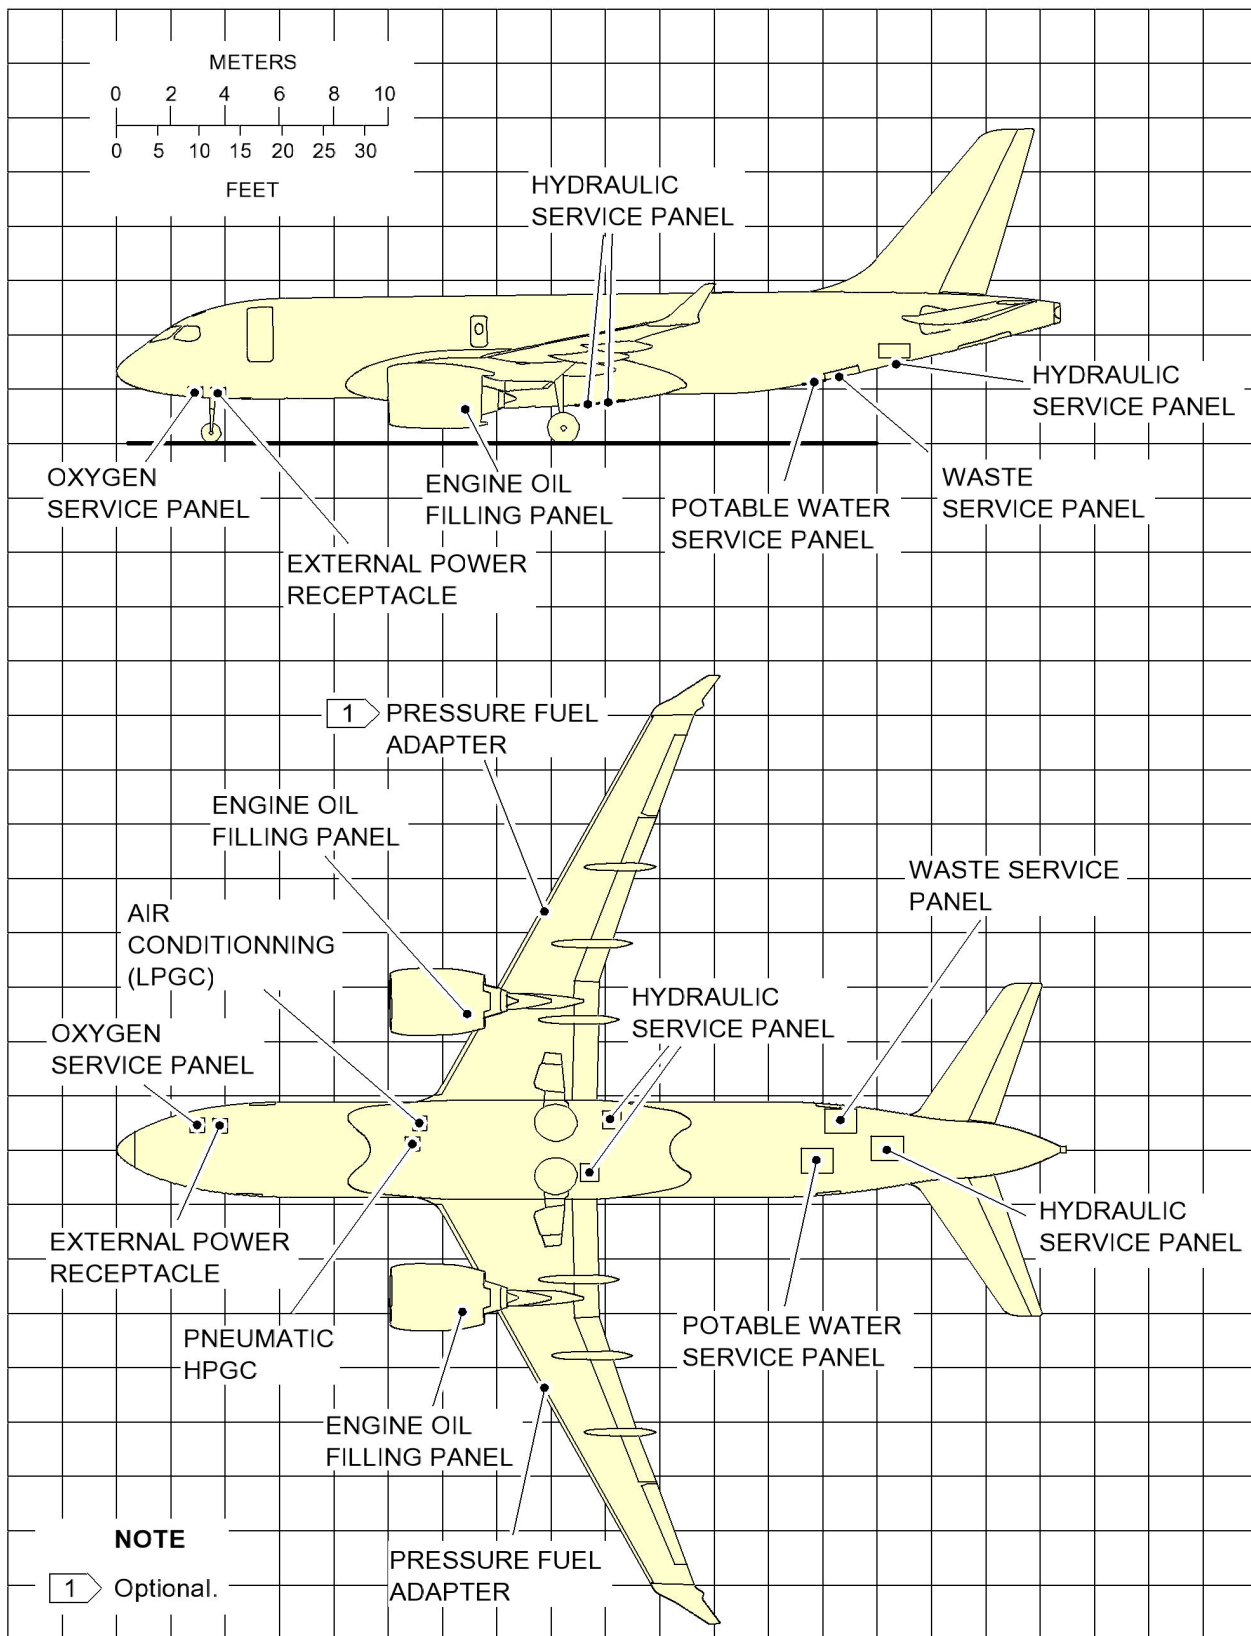 METERS
0 2 4 6 8 10
0 5 10 15 20 25 30
FEET
HYDRAULIC
SERVICE PANEL
HYDRAULIC
SERVICE PANEL
OXYGEN
SERVICE PANEL
ENGINE OIL
FILLING PANEL
WASTE
SERVICE PANEL
POTABLE WATER
SERVICE PANEL
EXTERNAL POWER
RECEPTACLE
1 PRESSURE FUEL
ADAPTER
ENGINE OIL
FILLING PANEL
WASTE SERVICE
PANEL
AIR
CONDITIONNING
(LPGC)
HYDRAULIC
SERVICE PANEL
OXYGEN
SERVICE PANEL
HYDRAULIC
SERVICE PANEL
EXTERNAL POWER
RECEPTACLE
POTABLE WATER
SERVICE PANEL
PNEUMATIC
HPGC
ENGINE OIL
FILLING PANEL
PRESSURE FUEL
ADAPTER
NOTE
1 Optional.